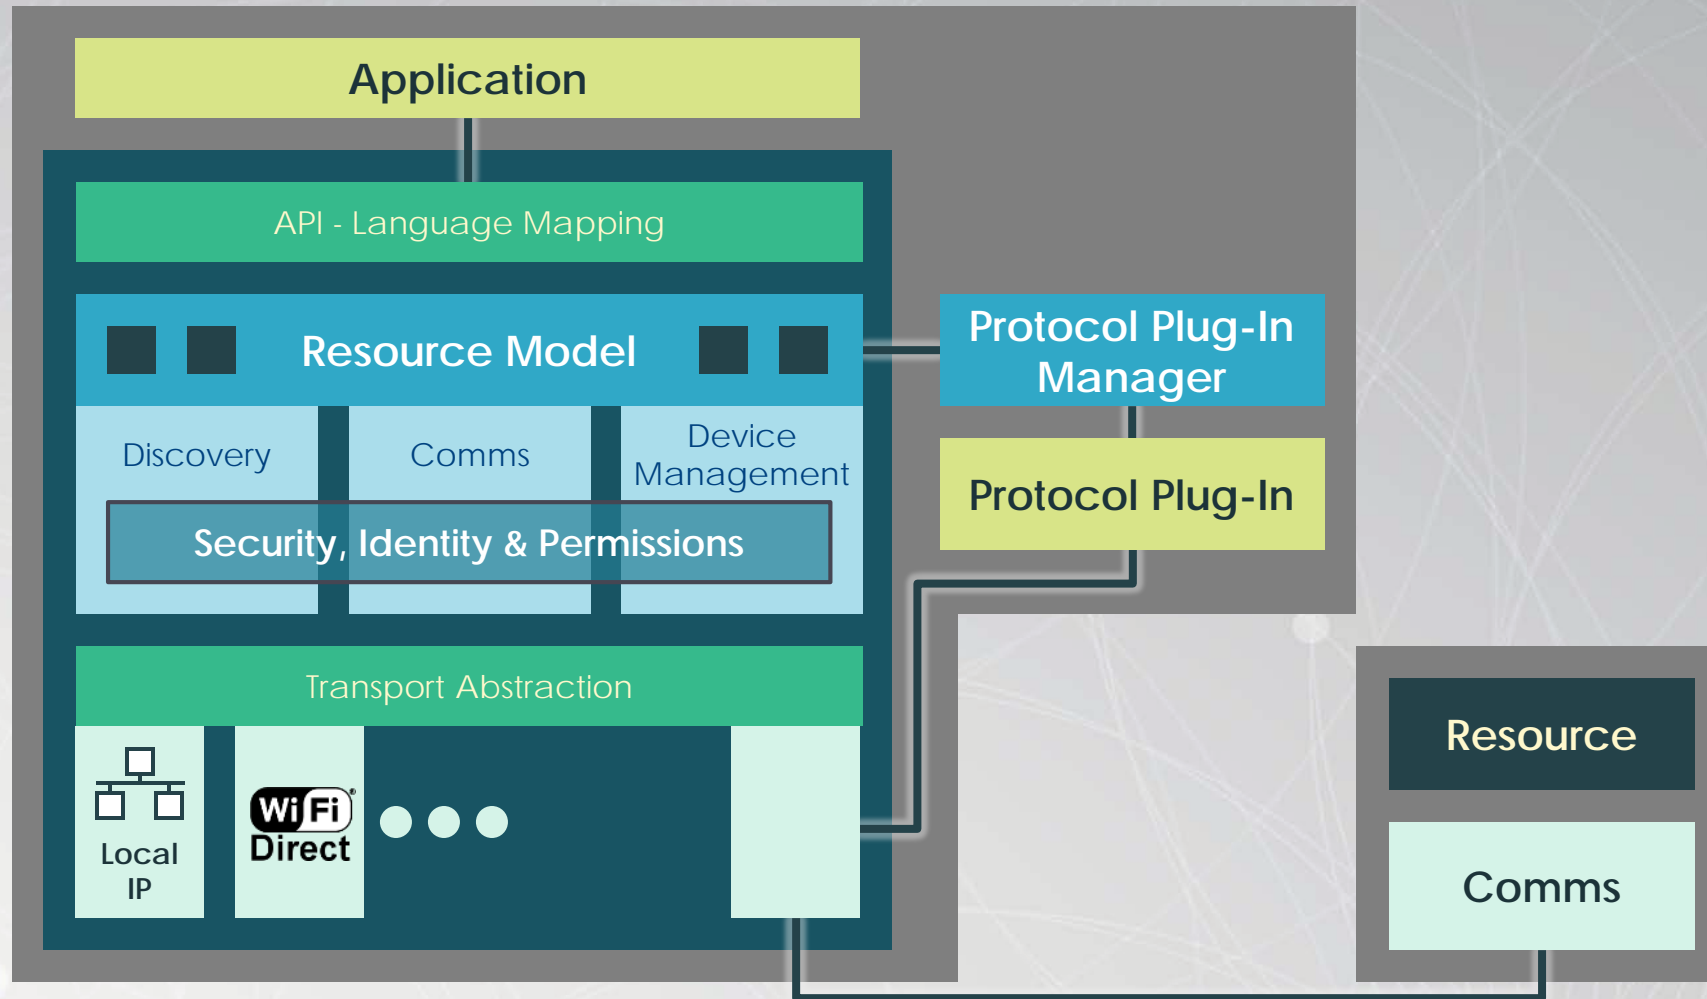 Application
API - Language Mapping
Resource Model
Protocol Plug-In
Manager
Discovery
Comms
Device
Management
Protocol Plug-In
Security, Identity & Permissions
Transport Abstraction
Local
IP
Wi Fi®
Direct
Resource
Comms